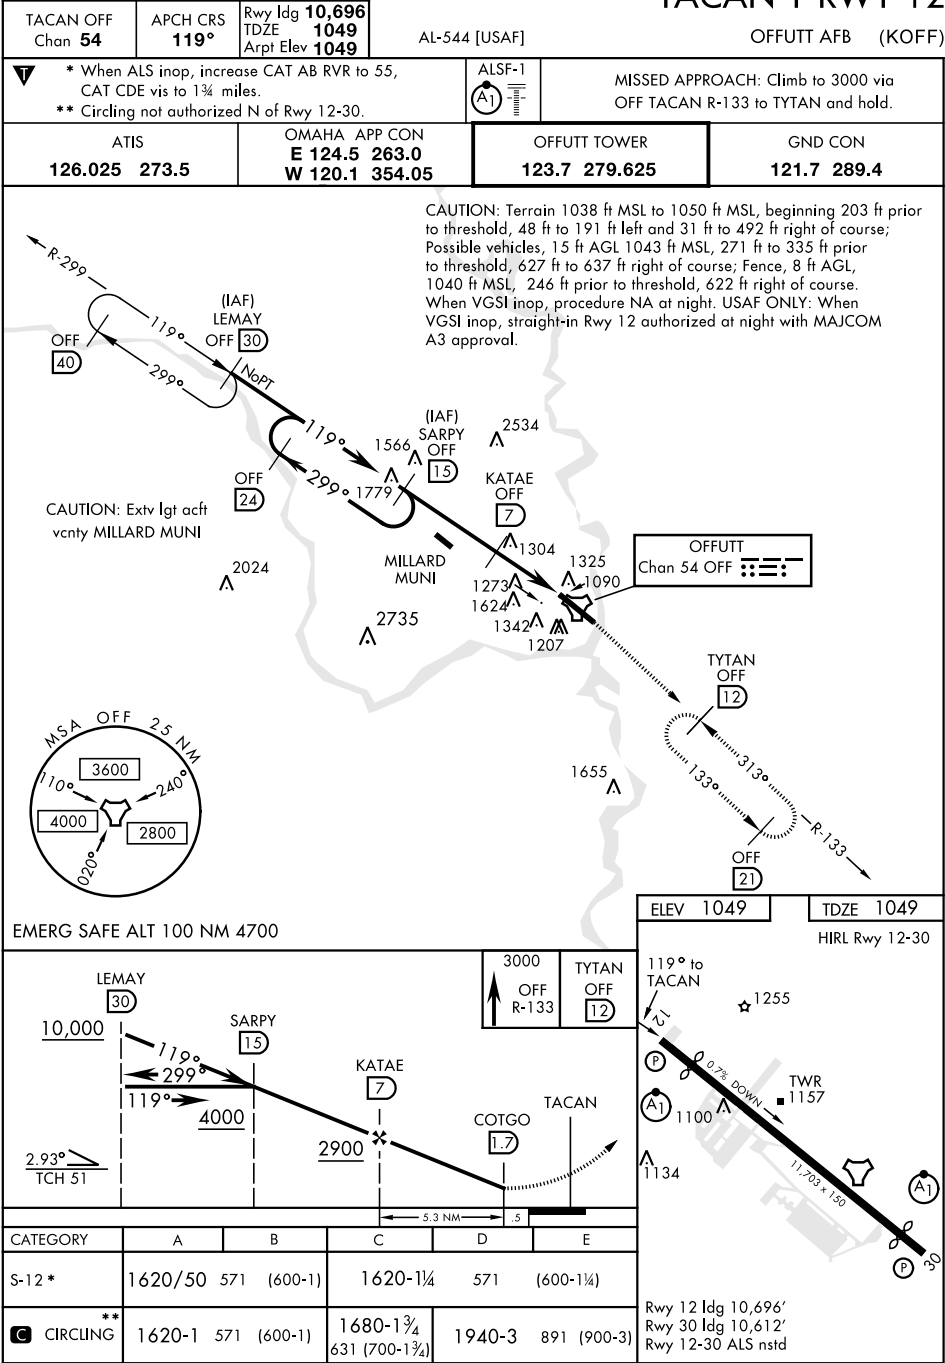 TACAN OFF
Chan 54
APCH CRS
119°
Rwy ldg 10,696
TDZE 1049
Arpt Elev 1049
AL-544 [USAF]
OFFUTT AFB (KOFF)
T
* When ALS inop, increase CAT AB RVR to 55,
CAT CDE vis to 1¾ miles.
** Circling not authorized N of Rwy 12-30.
ALSF-1
A1
MISSED APPROACH: Climb to 3000 via
OFF TACAN R-133 to TYTAN and hold.
ATIS
126.025 273.5
OMAHA APP CON
E 124.5 263.0
W 120.1 354.05
OFFUTT TOWER
123.7 279.625
GND CON
121.7 289.4
CAUTION: Terrain 1038 ft MSL to 1050 ft MSL, beginning 203 ft prior
to threshold, 48 ft to 191 ft left and 31 ft to 492 ft right of course;
Possible vehicles, 15 ft AGL 1043 ft MSL, 271 ft to 335 ft prior
to threshold, 627 ft to 637 ft right of course; Fence, 8 ft AGL,
1040 ft MSL, 246 ft prior to threshold, 622 ft right of course.
When VGSI inop, procedure NA at night. USAF ONLY: When
VGSI inop, straight-in Rwy 12 authorized at night with MAJCOM
A3 approval.
R-299
(IAF)
LEMAY
OFF 30
119°
299°
OFF
40
NoPT
119°
299°
OFF
24
1566
1779
(IAF)
SARPY
OFF
15
2534
KATAE
OFF
7
CAUTION: Extv lgt acft
vcnty MILLARD MUNI
MILLARD
MUNI
2024
2735
1304
1273
1624
1342
1207
1325
1090
OFFUTT
Chan 54 OFF
TYTAN
OFF
12
313°
133°
R-133
OFF
21
1655
MSA OFF 25 NM
3600
110°
240°
4000
2800
020°
EMERG SAFE ALT 100 NM 4700
ELEV 1049
TDZE 1049
HIRL Rwy 12-30
119° to
TACAN
1255
12
P
0.7% DOWN
TWR
1157
A1
1100
1134
11,703 x 150
A1
P
30
Rwy 12 ldg 10,696'
Rwy 30 ldg 10,612'
Rwy 12-30 ALS nstd
LEMAY
30
10,000
119°
299°
119°
SARPY
15
4000
KATAE
7
2900
COTGO
1.7
TACAN
3000
OFF
R-133
TYTAN
OFF
12
2.93°
TCH 51
5.3 NM
.5
CATEGORY A B C D E
S-12 * 1620/50 571 (600-1) 1620-1¼ 571 (600-1¼)
C CIRCLING ** 1620-1 571 (600-1) 1680-1¾ 631 (700-1¾) 1940-3 891 (900-3)